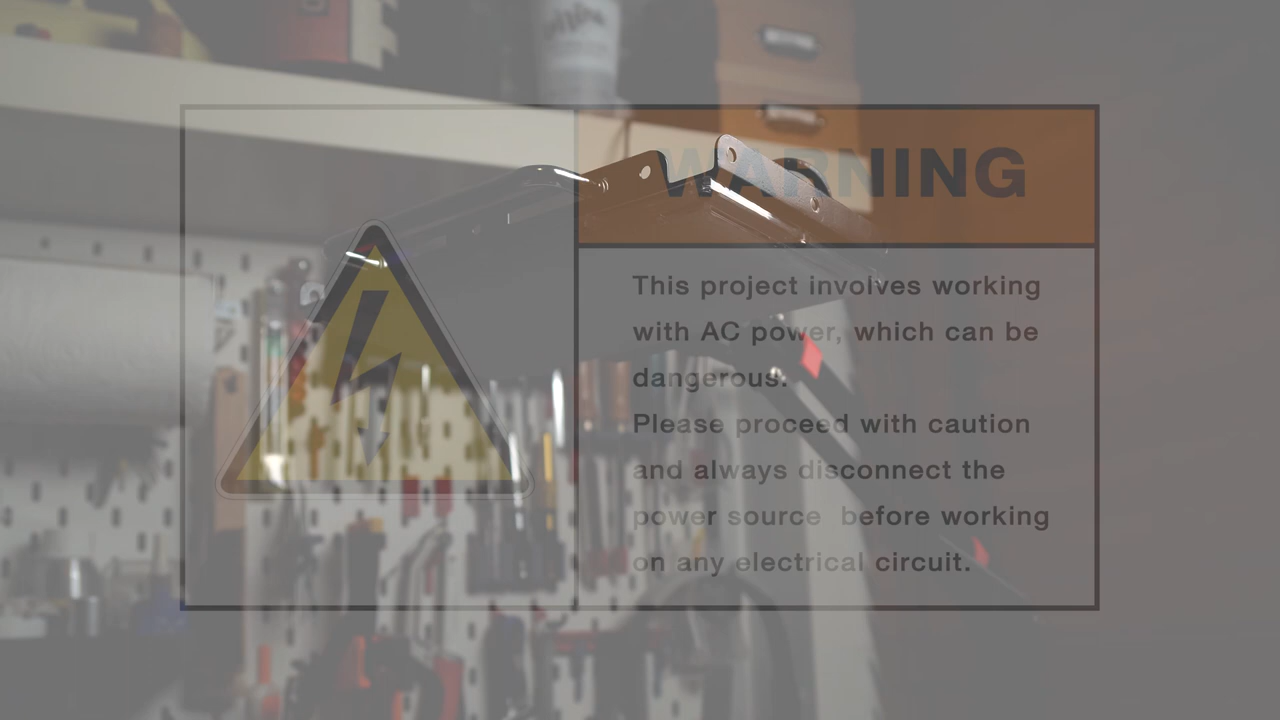 WARNING
This project involves working
with AC power, which can be
dangerous.
Please proceed with caution
and always disconnect the
power source before working
on any electrical circuit.